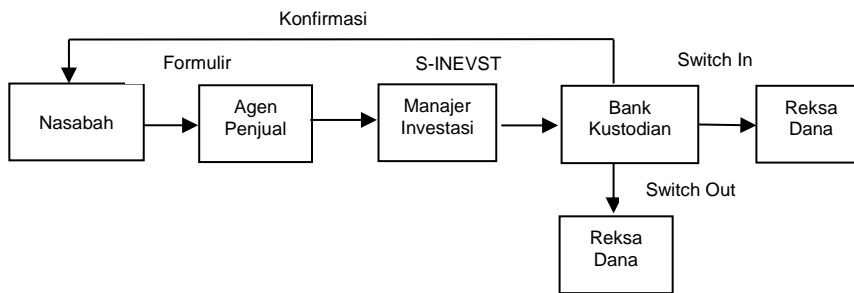 Konfirmasi
Formulir
S-INEVST
Switch In
Nasabah
Agen
Penjual
Manajer
Investasi
Bank
Kustodian
Reksa
Dana
Switch Out
Reksa
Dana